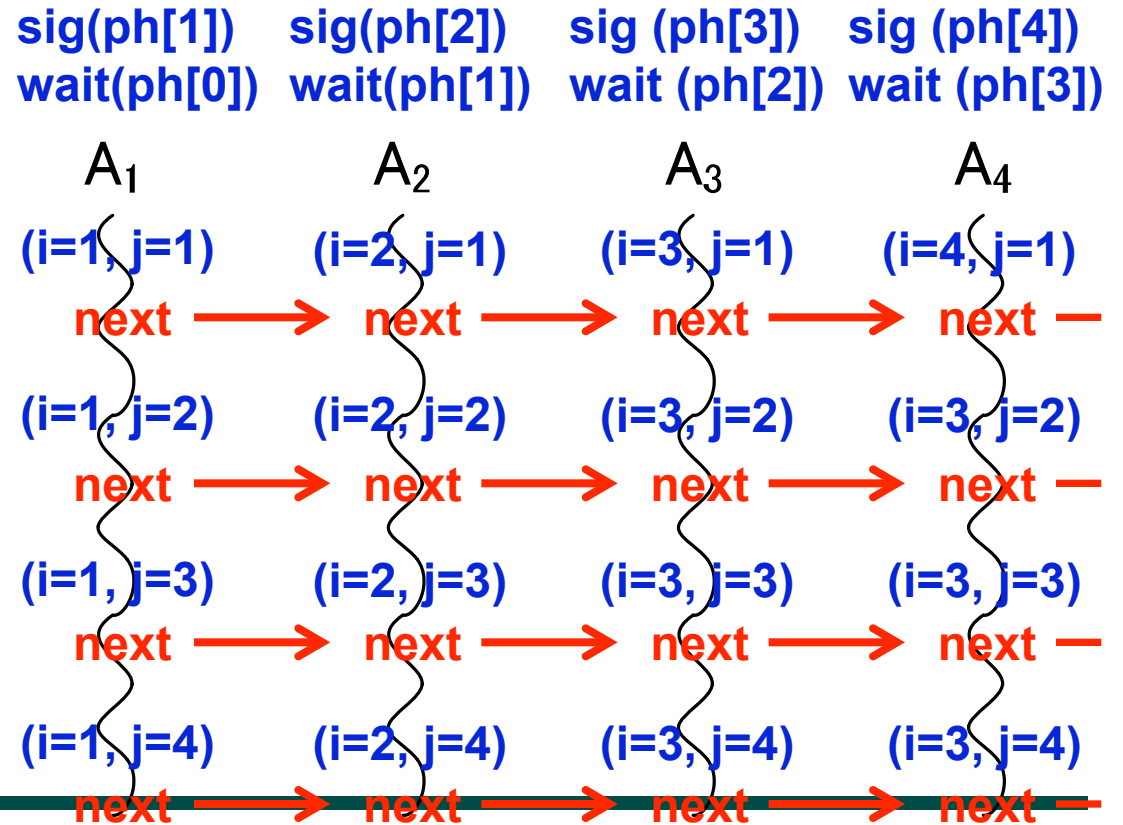 sig(ph[1]) sig(ph[2]) sig (ph[3]) sig (ph[4])
wait(ph[0]) wait(ph[1]) wait (ph[2]) wait (ph[3])
A₁ A₂ A₃ A₄
(i=1, j=1) (i=2, j=1) (i=3, j=1) (i=4, j=1)
next next next next
(i=1, j=2) (i=2, j=2) (i=3, j=2) (i=3, j=2)
next next next next
(i=1, j=3) (i=2, j=3) (i=3, j=3) (i=3, j=3)
next next next next
(i=1, j=4) (i=2, j=4) (i=3, j=4) (i=3, j=4)
next next next next